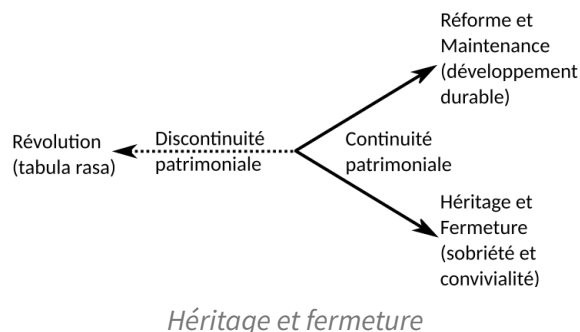 Réforme et
Maintenance
(développement
durable)
Révolution
(tabula rasa)
Discontinuité
patrimoniale
Continuité
patrimoniale
Héritage et
Fermeture
(sobriété et
convivialité)
Héritage et fermeture